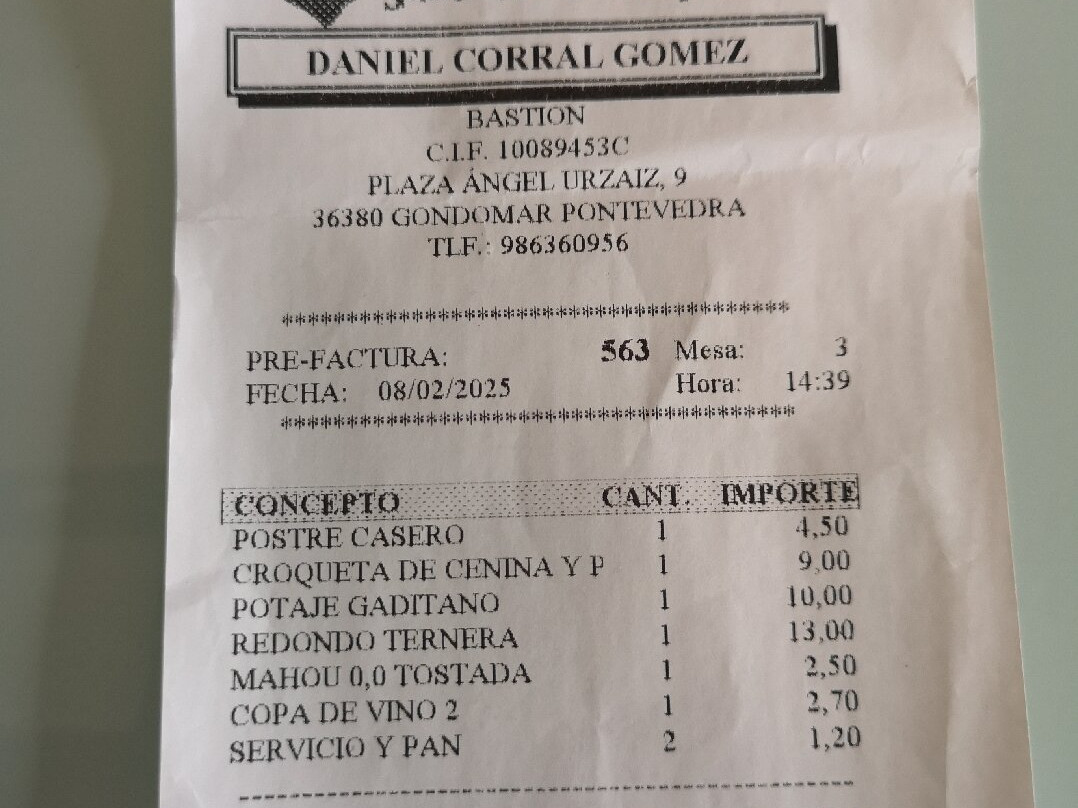 DANIEL CORRAL GOMEZ
BASTION
C.I.F. 10089453C
PLAZA ÁNGEL URZAIZ, 9
36380 GONDOMAR PONTEVEDRA
TLF.: 986360956
******************************************
PRE-FACTURA: 563 Mesa: 3
FECHA: 08/02/2025 Hora: 14:39
******************************************
CONCEPTO CANT. IMPORTE
POSTRE CASERO 1 4,50
CROQUETA DE CENINA Y P 1 9,00
POTAJE GADITANO 1 10,00
REDONDO TERNERA 1 13,00
MAHOU 0,0 TOSTADA 1 2,50
COPA DE VINO 2 1 2,70
SERVICIO Y PAN 2 1,20